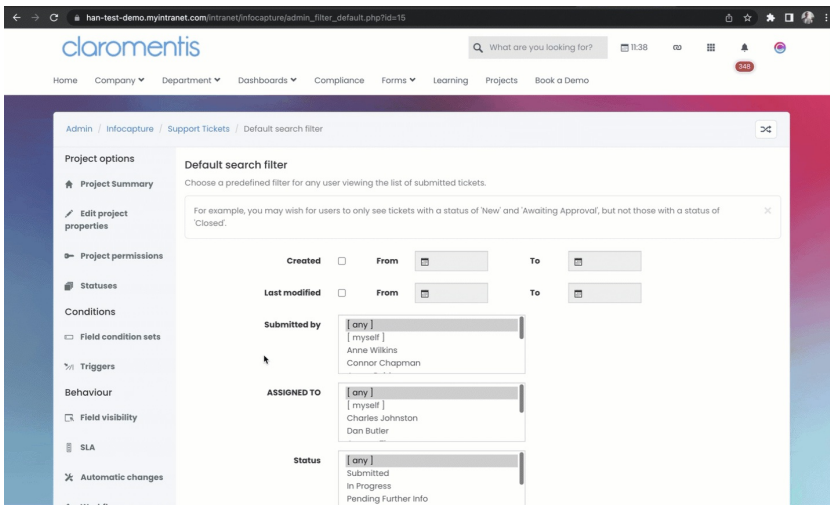 han-test-demo.myintranet.com/intranet/infocapture/admin_filter_default.php?id=15
claromentis
What are you looking for?
11:38
348
Home Company Department Dashboards Compliance Forms Learning Projects Book a Demo
Admin / Infocapture / Support Tickets / Default search filter
Project options
Project Summary
Edit project
properties
Project permissions
Statuses
Conditions
Field condition sets
Triggers
Behaviour
Field visibility
SLA
Automatic changes
Default search filter
Choose a predefined filter for any user viewing the list of submitted tickets.
For example, you may wish for users to only see tickets with a status of 'New' and 'Awaiting Approval', but not those with a status of
'Closed'.
Created From To
Last modified From To
Submitted by
[ any ]
[ myself ]
Anne Wilkins
Connor Chapman
ASSIGNED TO
[ any ]
[ myself ]
Charles Johnston
Dan Butler
Status
[ any ]
Submitted
In Progress
Pending Further Info